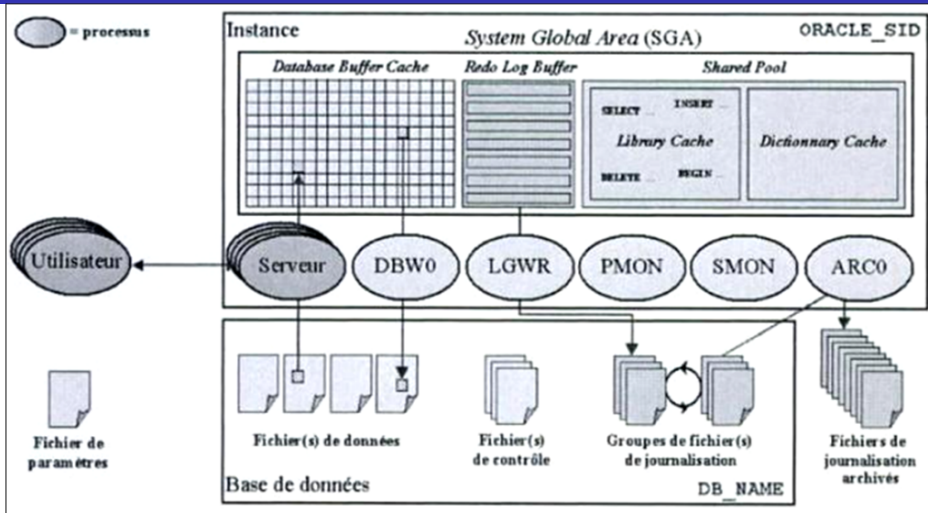 = processus
Instance
System Global Area (SGA)
ORACLE_SID
Database Buffer Cache
Redo Log Buffer
Shared Pool
SELECT ...
INSERT ...
Library Cache
DELETE ...
BEGIN ...
Dictionnary Cache
Utilisateur
Serveur
DBW0
LGWR
PMON
SMON
ARC0
Fichier de
paramètres
Fichier(s) de données
Fichier(s)
de contrôle
Groupes de fichier(s)
de journalisation
Fichiers de
journalisation
archivés
Base de données
DB_NAME